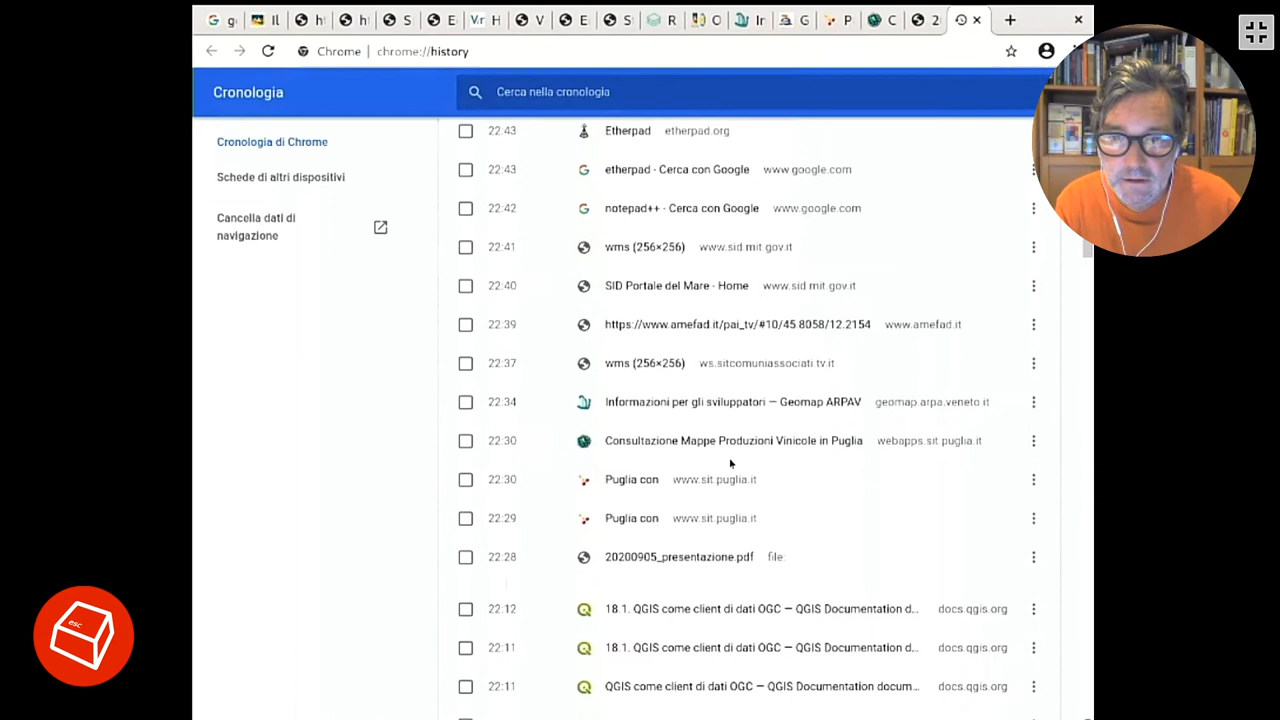 Chrome | chrome://history
Cronologia
Cerca nella cronologia
Cronologia di Chrome
Schede di altri dispositivi
Cancella dati di
navigazione
22:43 Etherpad etherpad.org
22:43 etherpad - Cerca con Google www.google.com
22:42 notepad++ - Cerca con Google www.google.com
22:41 wms (256×256) www.sid.mit.gov.it
22:40 SID Portale del Mare - Home www.sid.mit.gov.it
22:39 https://www.amefad.it/pai_tv/#10/45.8058/12.2154 www.amefad.it
22:37 wms (256×256) ws.sitcomuniassociati.tv.it
22:34 Informazioni per gli sviluppatori — Geomap ARPAV geomap.arpa.veneto.it
22:30 Consultazione Mappe Produzioni Vinicole in Puglia webapps.sit.puglia.it
22:30 Puglia con www.sit.puglia.it
22:29 Puglia con www.sit.puglia.it
22:28 20200905_presentazione.pdf file:
22:12 18.1. QGIS come client di dati OGC — QGIS Documentation d... docs.qgis.org
22:11 18.1. QGIS come client di dati OGC — QGIS Documentation d... docs.qgis.org
22:11 QGIS come client di dati OGC — QGIS Documentation docum... docs.qgis.org
esc